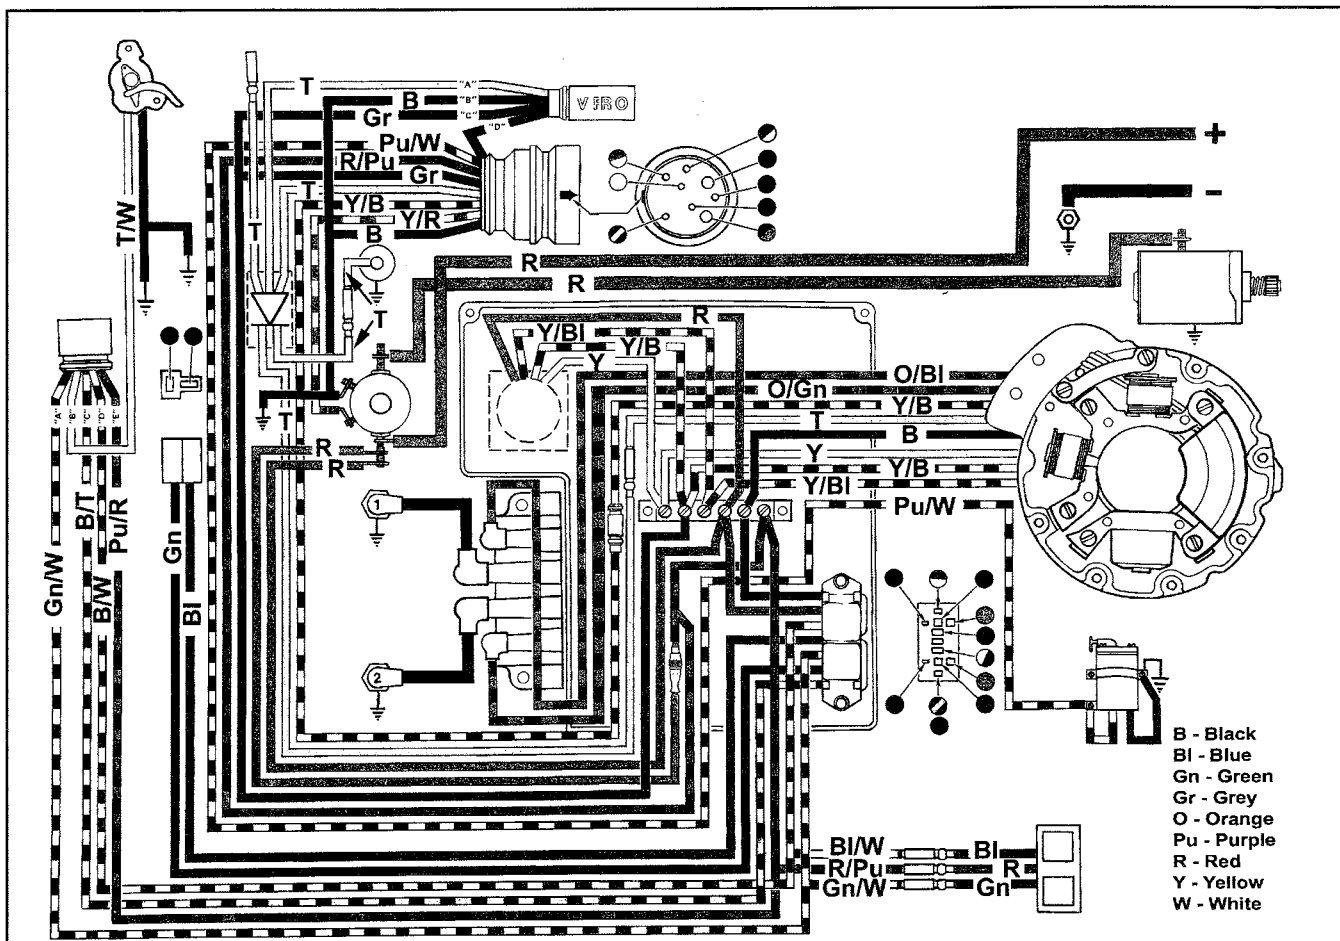 T
"A"
B
"B"
Gr
"C"
"D"
VRO
Pu/W
R/Pu
Gr
T
Y/B
Y/R
B
T/W
T
+
-
R
R
T
Y/Bl
R
Y/B
Y
O/Bl
O/Gn
Y/B
T
B
Y
Y/B
Y/Bl
Pu/W
"A"
"B"
"C"
"D"
"E"
T
R
R
1
2
Gn/W
B/T
B/W
Pu/R
Gn
Bl
Bl/W
Bl
R/Pu
R
Gn/W
Gn
B - Black
Bl - Blue
Gn - Green
Gr - Grey
O - Orange
Pu - Purple
R - Red
Y - Yellow
W - White